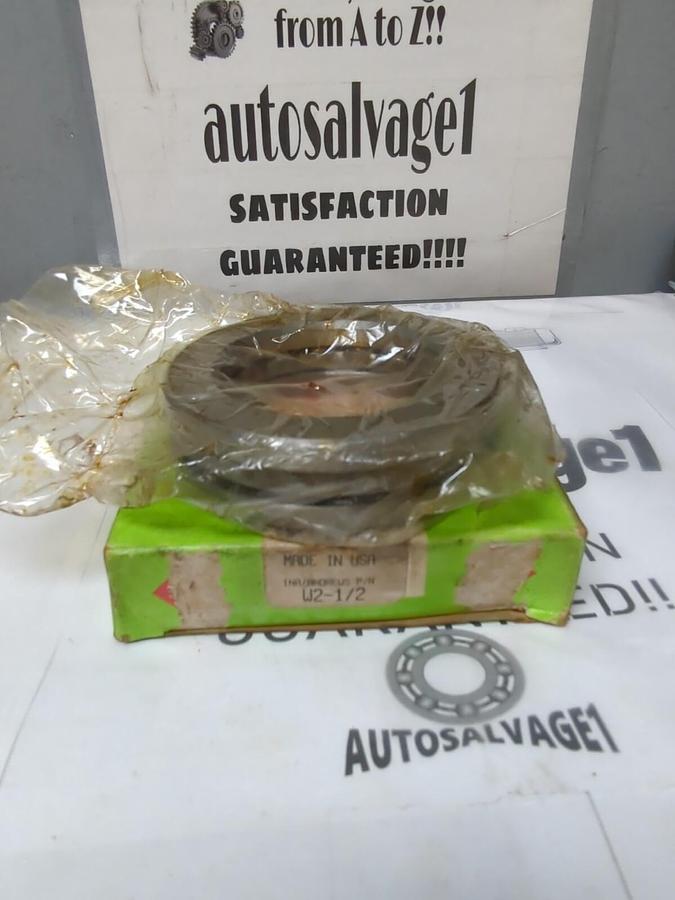 from A to Z!!
autosalvage1
SATISFACTION
GUARANTEED!!!!
ge1
MADE IN USA
INA/ANDREWS P/N
W2-1/2
N
ED!!
AUTOSALVAGE1